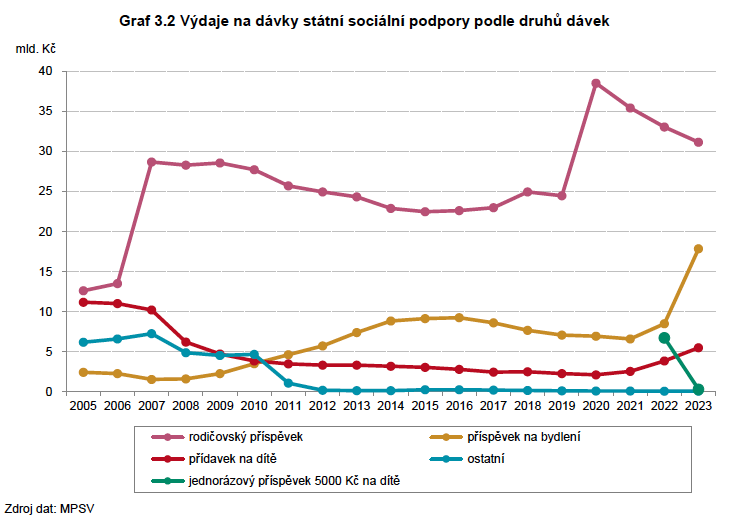 Graf 3.2 Výdaje na dávky státní sociální podpory podle druhů dávek
mld. Kč
40
35
30
25
20
15
10
5
0
2005 2006 2007 2008 2009 2010 2011 2012 2013 2014 2015 2016 2017 2018 2019 2020 2021 2022 2023
rodičovský příspěvek příspěvek na bydlení
přídavek na dítě ostatní
jednorázový příspěvek 5000 Kč na dítě
Zdroj dat: MPSV